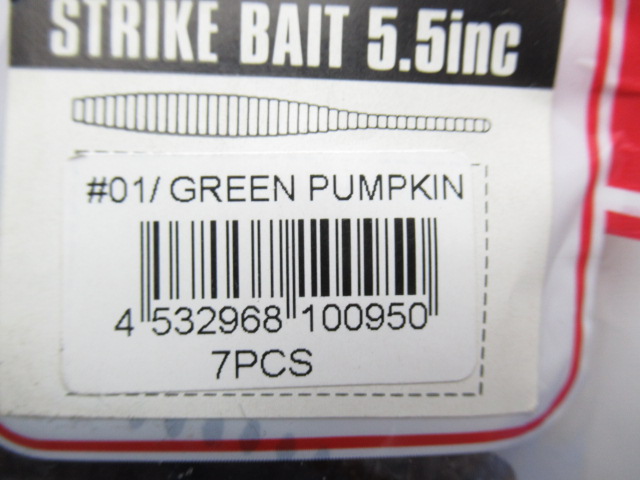 STRIKE BAIT 5.5inc
#01/ GREEN PUMPKIN
4 532968 100950
7PCS